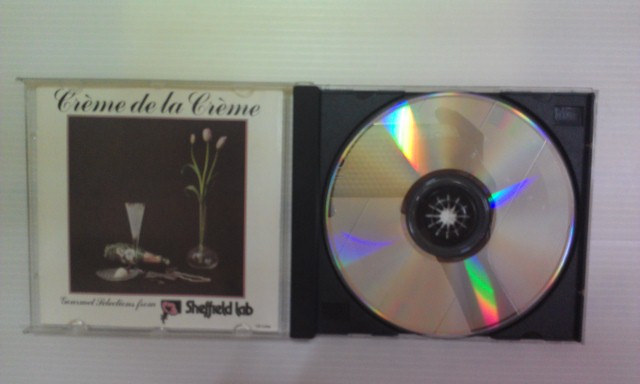 Crème de la Crème
Gourmet Selections from Sheffield Lab